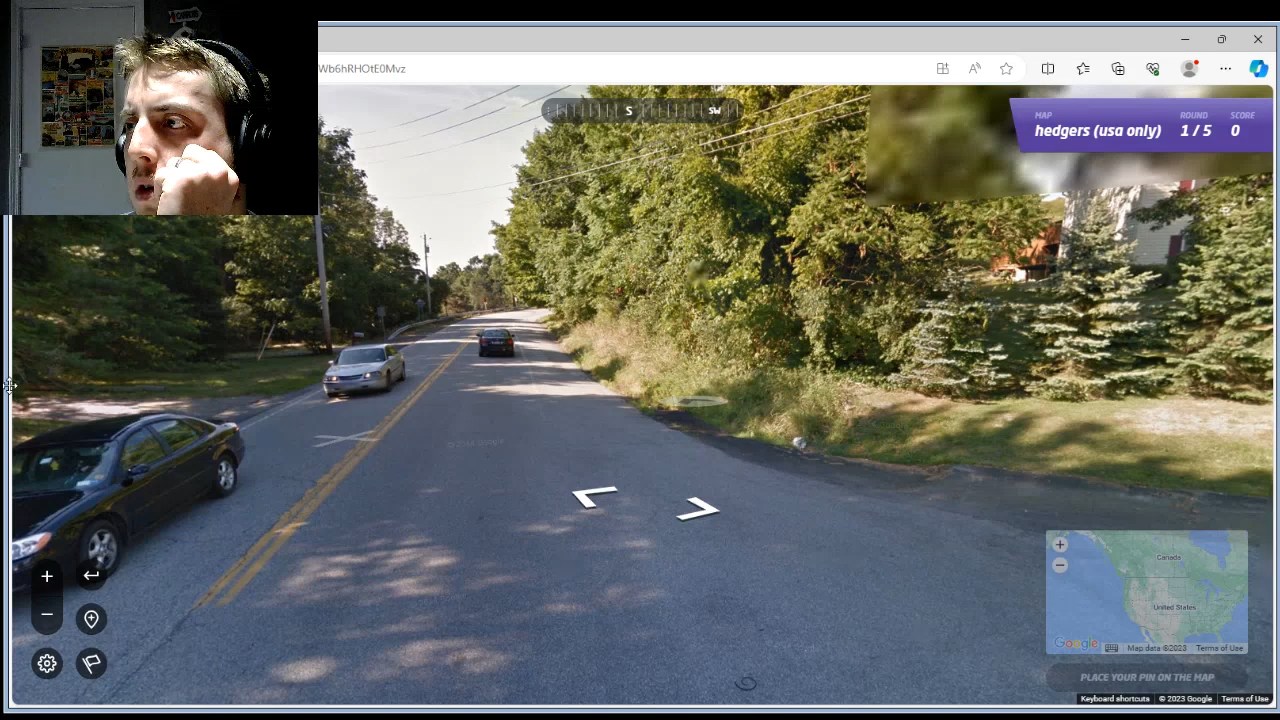 Wb6hRHOtE0Mvz
S SW
MAP ROUND SCORE
hedgers (usa only) 1 / 5 0
Canada
United States
Google Map data ©2023 Terms of Use
PLACE YOUR PIN ON THE MAP
Keyboard shortcuts © 2023 Google Terms of Use